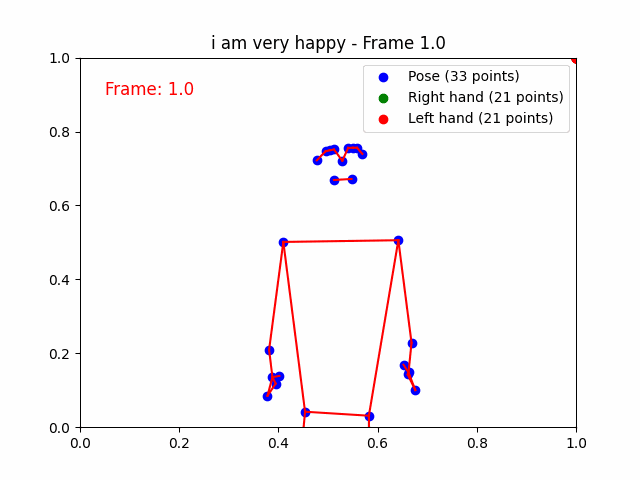 i am very happy - Frame 1.0
Frame: 1.0
Pose (33 points)
Right hand (21 points)
Left hand (21 points)
1.0
0.8
0.6
0.4
0.2
0.0
0.0 0.2 0.4 0.6 0.8 1.0